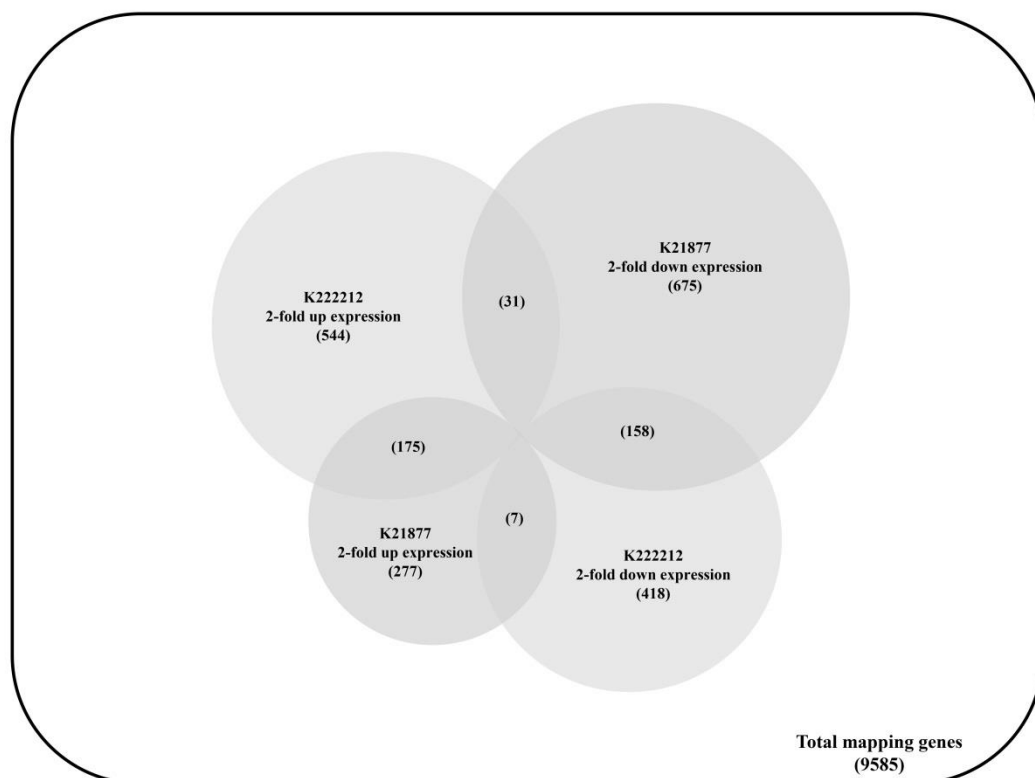 K21877
2-fold down expression
(675)
K222212
2-fold up expression
(544)
(31)
(175)
(158)
(7)
K21877
2-fold up expression
(277)
K222212
2-fold down expression
(418)
Total mapping genes
(9585)